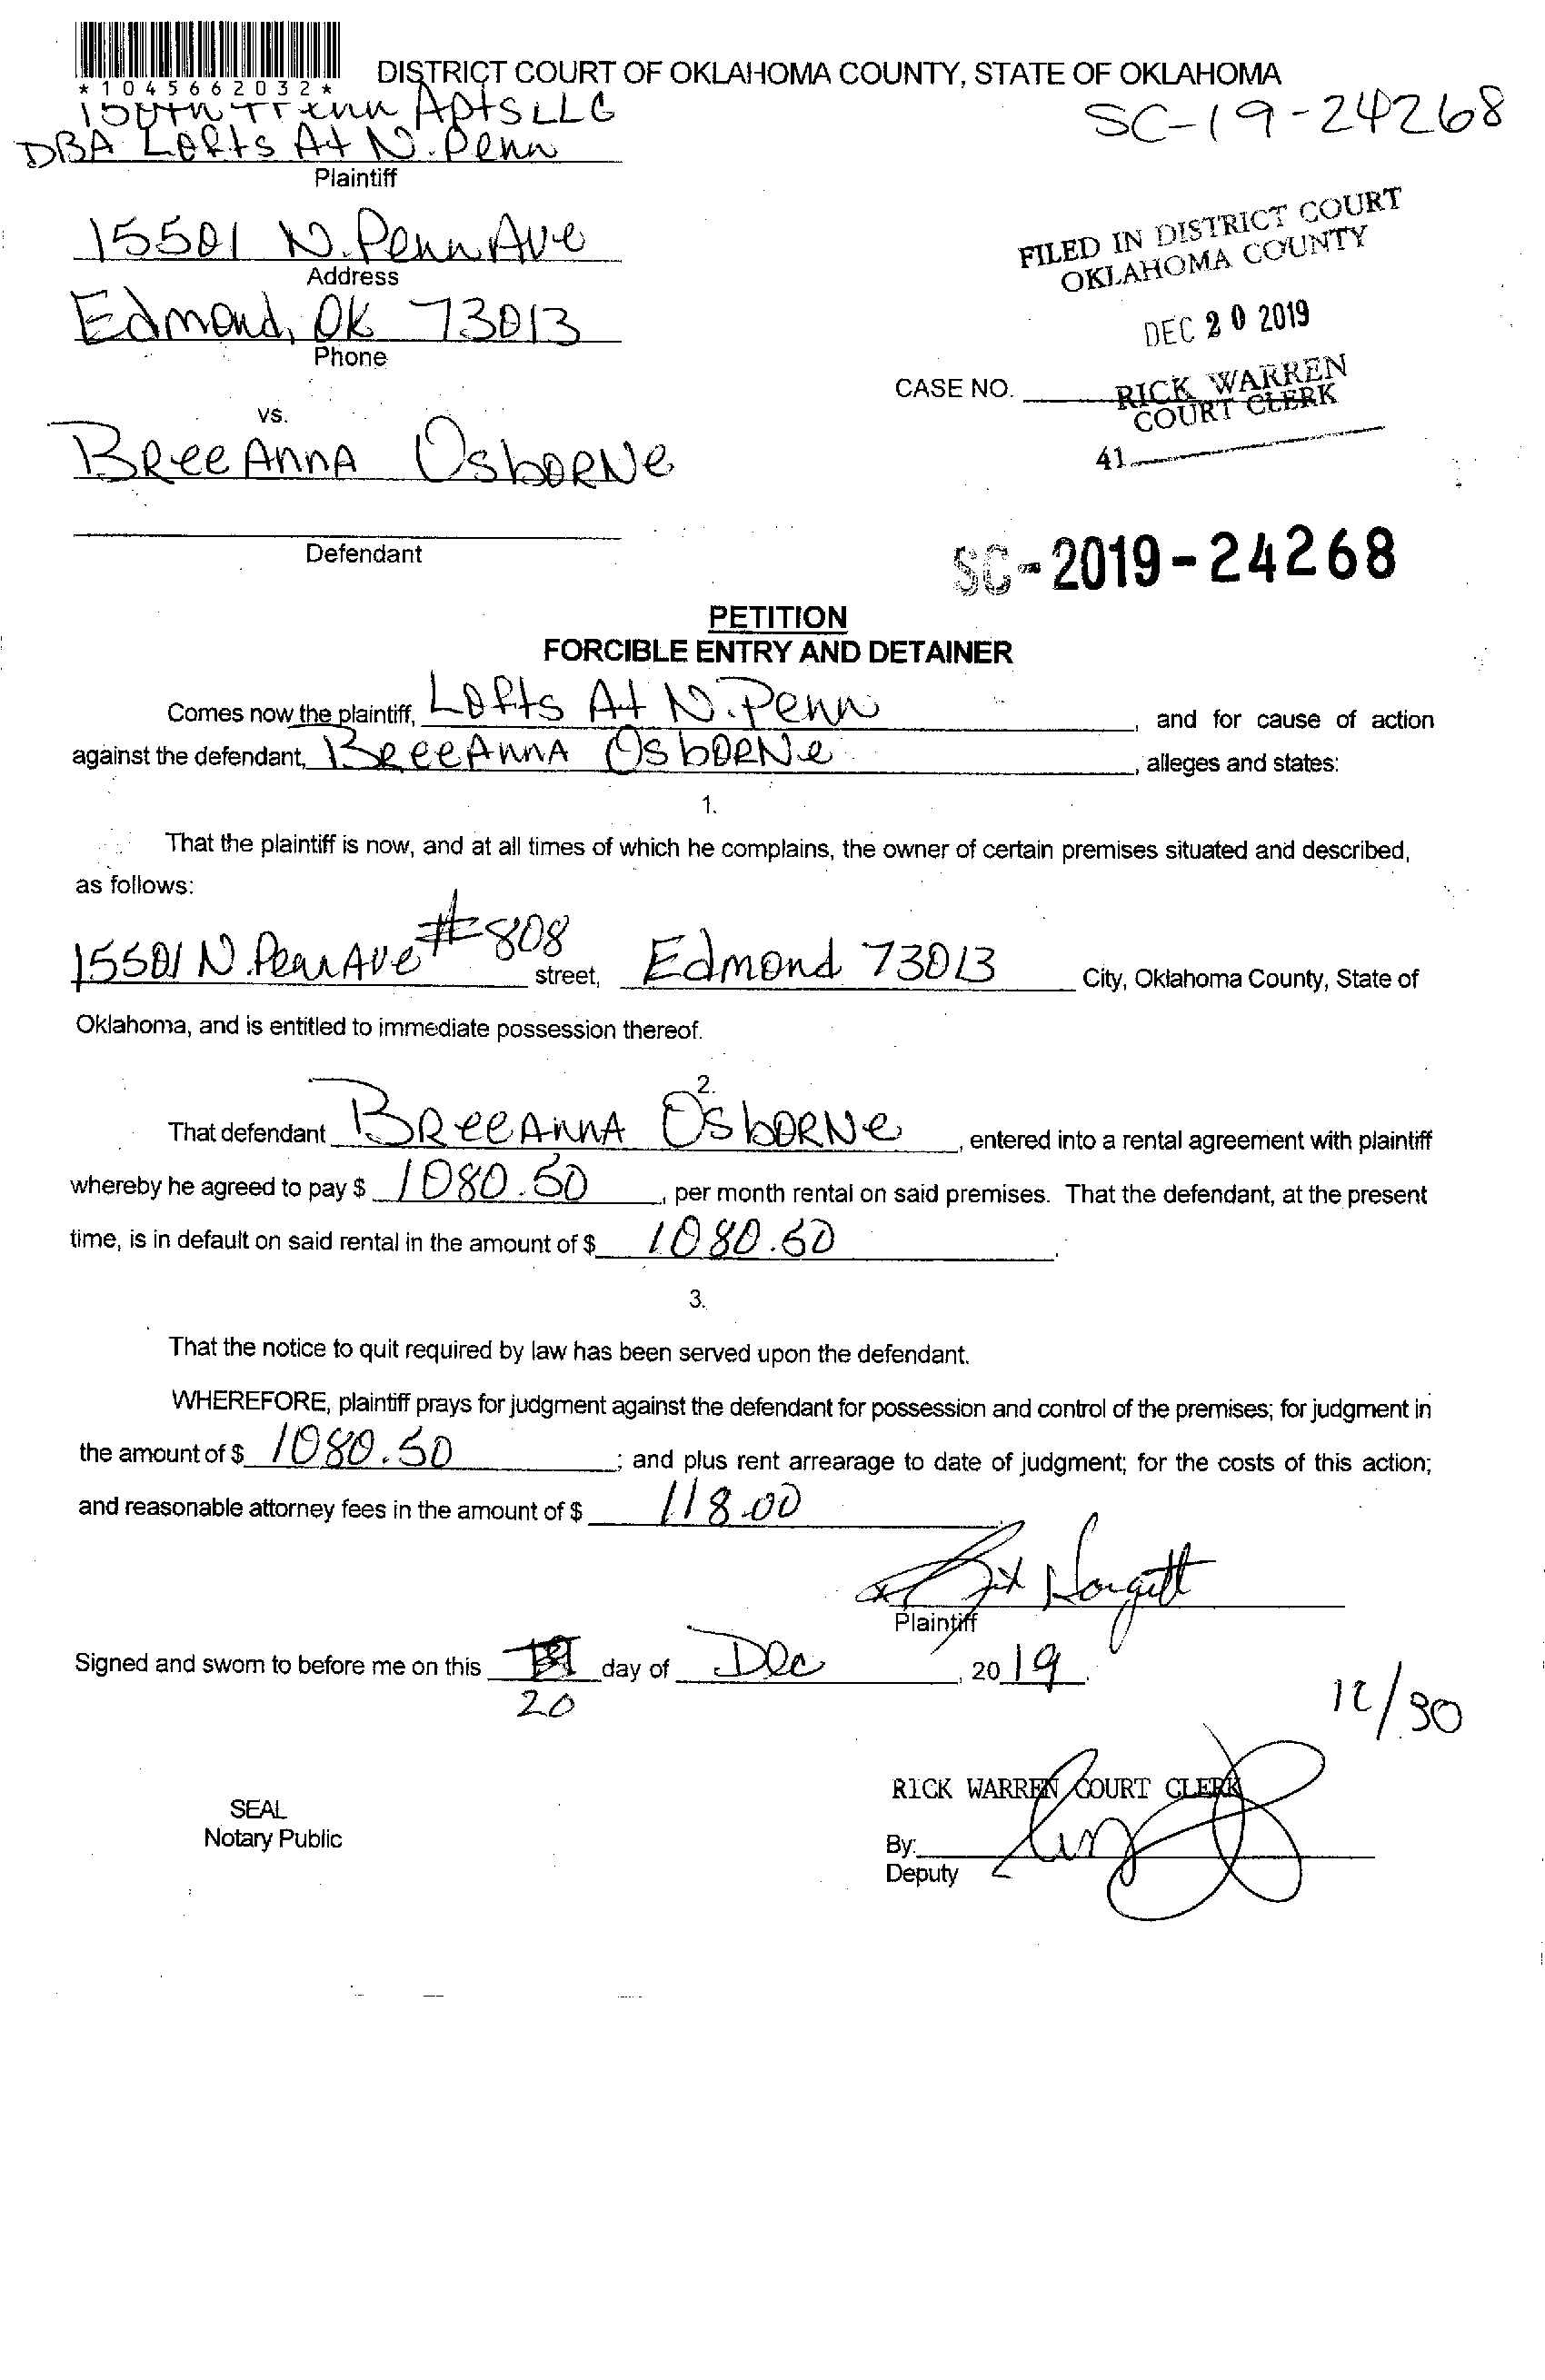 *1045662032*
DISTRICT COURT OF OKLAHOMA COUNTY, STATE OF OKLAHOMA
Apts LLC
SC-19-24268
DBA Lofts At N. Penn
Plaintiff
15501 N. Penn Ave
Address
FILED IN DISTRICT COURT
OKLAHOMA COUNTY
Edmond, OK 73013
Phone
DEC 20 2019
CASE NO.
RICK WARREN
COURT CLERK
41
vs.
BReeAnnA OsboRNe
Defendant
SC-2019-24268
PETITION
FORCIBLE ENTRY AND DETAINER
Comes now the plaintiff, Lofts At N. Penn, and for cause of action
against the defendant, BReeAnnA OsboRNe, alleges and states:
1.
That the plaintiff is now, and at all times of which he complains, the owner of certain premises situated and described,
as follows:
15501 N. Penn Ave #808 street, Edmond 73013 City, Oklahoma County, State of
Oklahoma, and is entitled to immediate possession thereof.
2.
That defendant BReeAnnA OsboRNe, entered into a rental agreement with plaintiff
whereby he agreed to pay $ 1080.50, per month rental on said premises. That the defendant, at the present
time, is in default on said rental in the amount of $ 1080.50.
3.
That the notice to quit required by law has been served upon the defendant.
WHEREFORE, plaintiff prays for judgment against the defendant for possession and control of the premises; for judgment in
the amount of $ 1080.50; and plus rent arrearage to date of judgment; for the costs of this action;
and reasonable attorney fees in the amount of $ 118.00
Plaintiff
Signed and sworn to before me on this day of Dec, 2019.
20
12/30
RICK WARREN COURT CLERK
SEAL
Notary Public
By:
Deputy